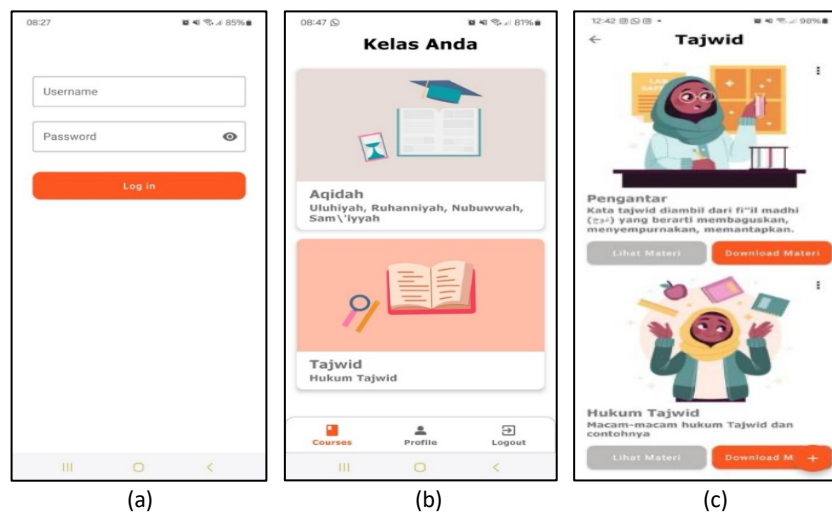 08:27
85%
Username
Password
Log in
(a)
08:47
81%
Kelas Anda
Aqidah
Uluhiyah, Ruhanniyah, Nubuwwah,
Sam\'iyyah
Tajwid
Hukum Tajwid
Courses
Profile
Logout
(b)
12:42
98%
Tajwid
LAB
Pengantar
Kata tajwid diambil dari fi"il madhi
yang berarti membaguskan,
menyempurnakan, memantapkan.
Lihat Materi
Download Materi
Hukum Tajwid
Macam-macam hukum Tajwid dan
contohnya
Lihat Materi
Download M
+
(c)